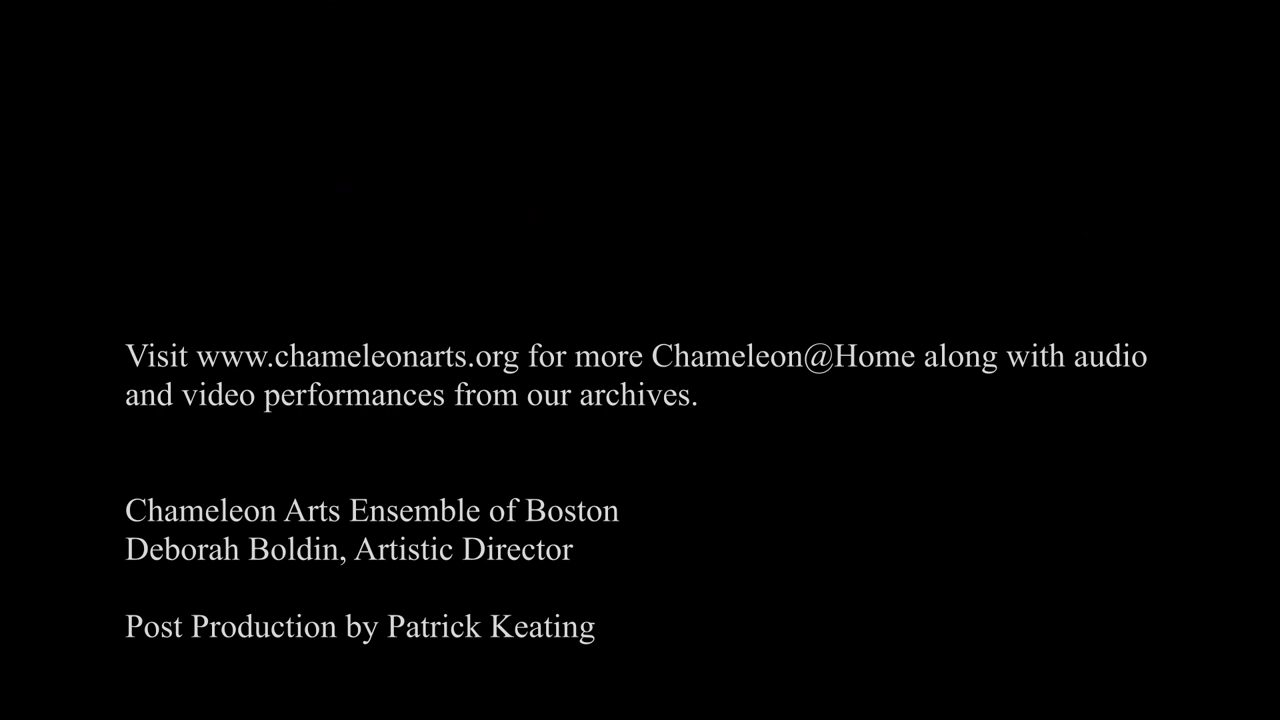 Visit www.chameleonarts.org for more Chameleon@Home along with audio
and video performances from our archives.
Chameleon Arts Ensemble of Boston
Deborah Boldin, Artistic Director
Post Production by Patrick Keating